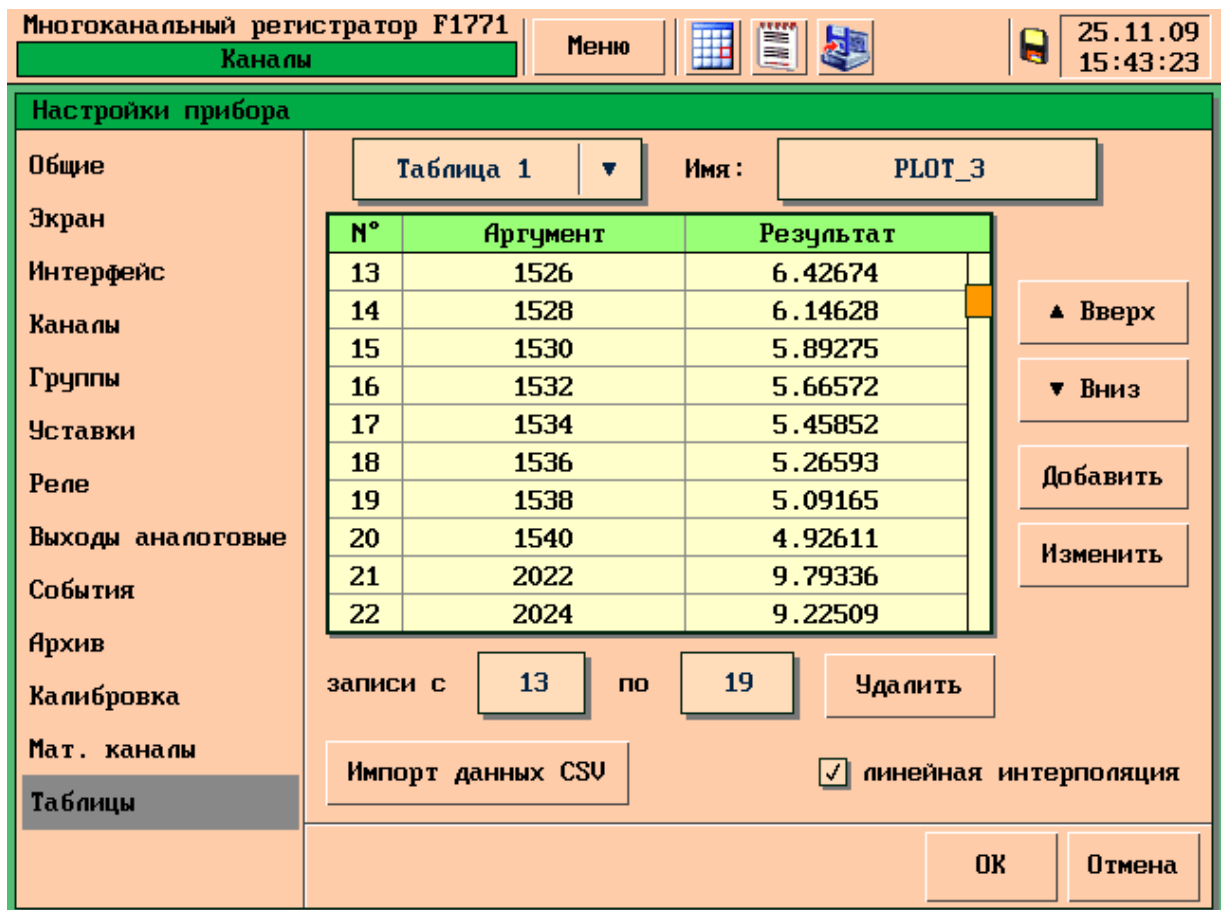 Многоканальный регистратор F1771
Каналы
Меню
25.11.09
15:43:23
Настройки прибора
Общие
Экран
Интерфейс
Каналы
Группы
Уставки
Реле
Выходы аналоговые
События
Архив
Калибровка
Мат. каналы
Таблицы
Таблица 1 ▼ Имя: PLOT_3
N° Аргумент Результат
13 1526 6.42674
14 1528 6.14628
15 1530 5.89275
16 1532 5.66572
17 1534 5.45852
18 1536 5.26593
19 1538 5.09165
20 1540 4.92611
21 2022 9.79336
22 2024 9.22509
▲ Вверх
▼ Вниз
Добавить
Изменить
записи с 13 по 19 Удалить
Импорт данных CSV
✓ линейная интерполяция
ОК Отмена